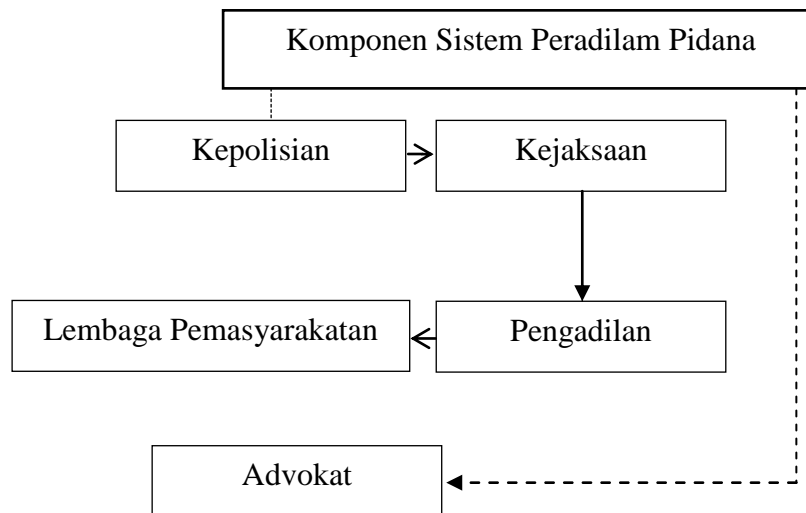 Komponen Sistem Peradilam Pidana
Kepolisian
Kejaksaan
Lembaga Pemasyarakatan
Pengadilan
Advokat